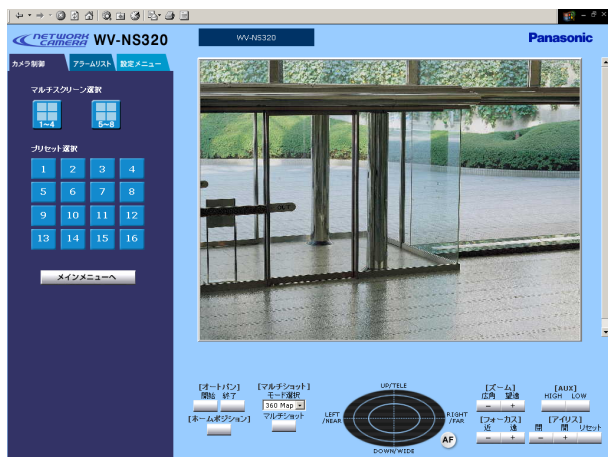 NETWORK CAMERA WV-NS320
WV-NS320
Panasonic
カメラ制御 アラームリスト 設定メニュー
マルチスクリーン選択
1~4 5~8
プリセット選択
1 2 3 4
5 6 7 8
9 10 11 12
13 14 15 16
メインメニューへ
[オートパン]
開始 終了
[ホームポジション]
[マルチショット]
モード選択
360 Map
マルチショット
UP/TELE
LEFT /NEAR
RIGHT /FAR
AF
DOWN/WIDE
[ズーム]
広角 望遠
- +
[フォーカス]
近 遠
- +
[AUX]
HIGH LOW
[アイリス]
閉 開 リセット
- +